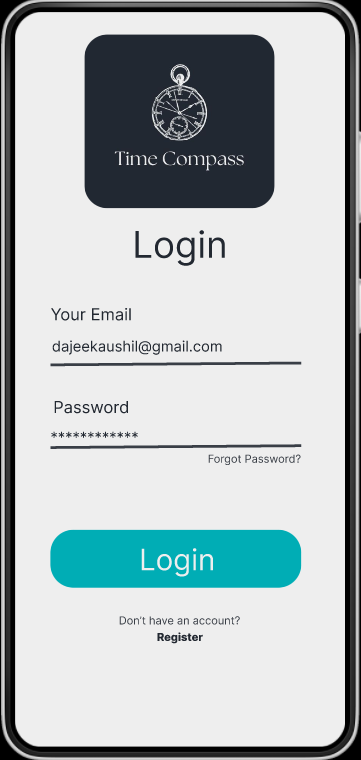 Time Compass
Login
Your Email
dajeekaushil@gmail.com
Password
************
Forgot Password?
Login
Don't have an account?
Register